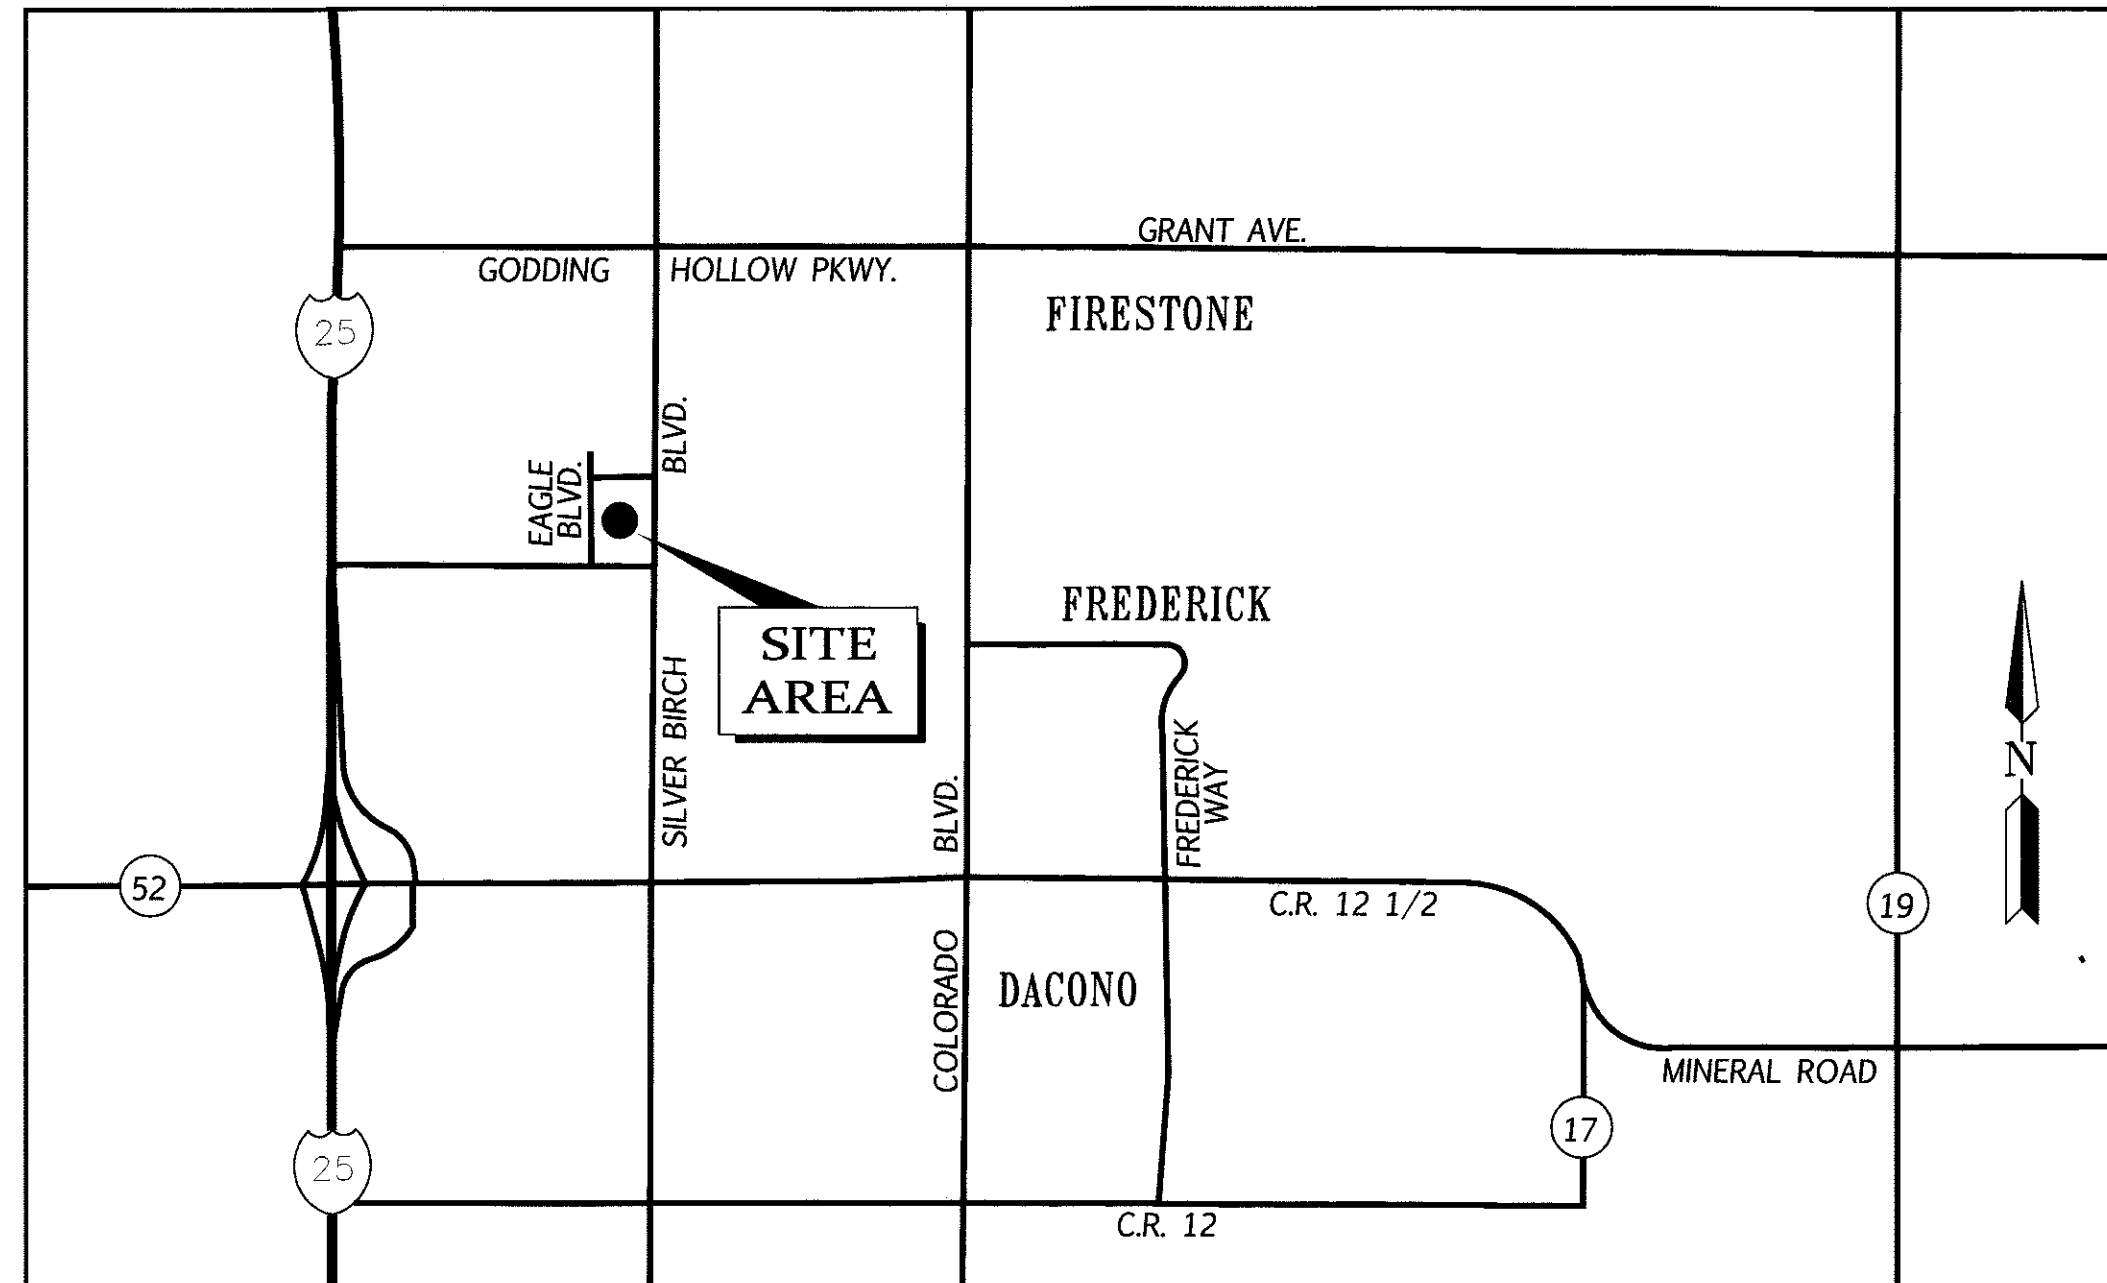 GRANT AVE.
GODDING HOLLOW PKWY.
FIRESTONE
25
BLVD.
EAGLE
BLVD.
FREDERICK
SITE
AREA
SILVER BIRCH
FREDERICK
WAY
N
BLVD.
52
C.R. 12 1/2
19
COLORADO
DACONO
MINERAL ROAD
17
25
C.R. 12